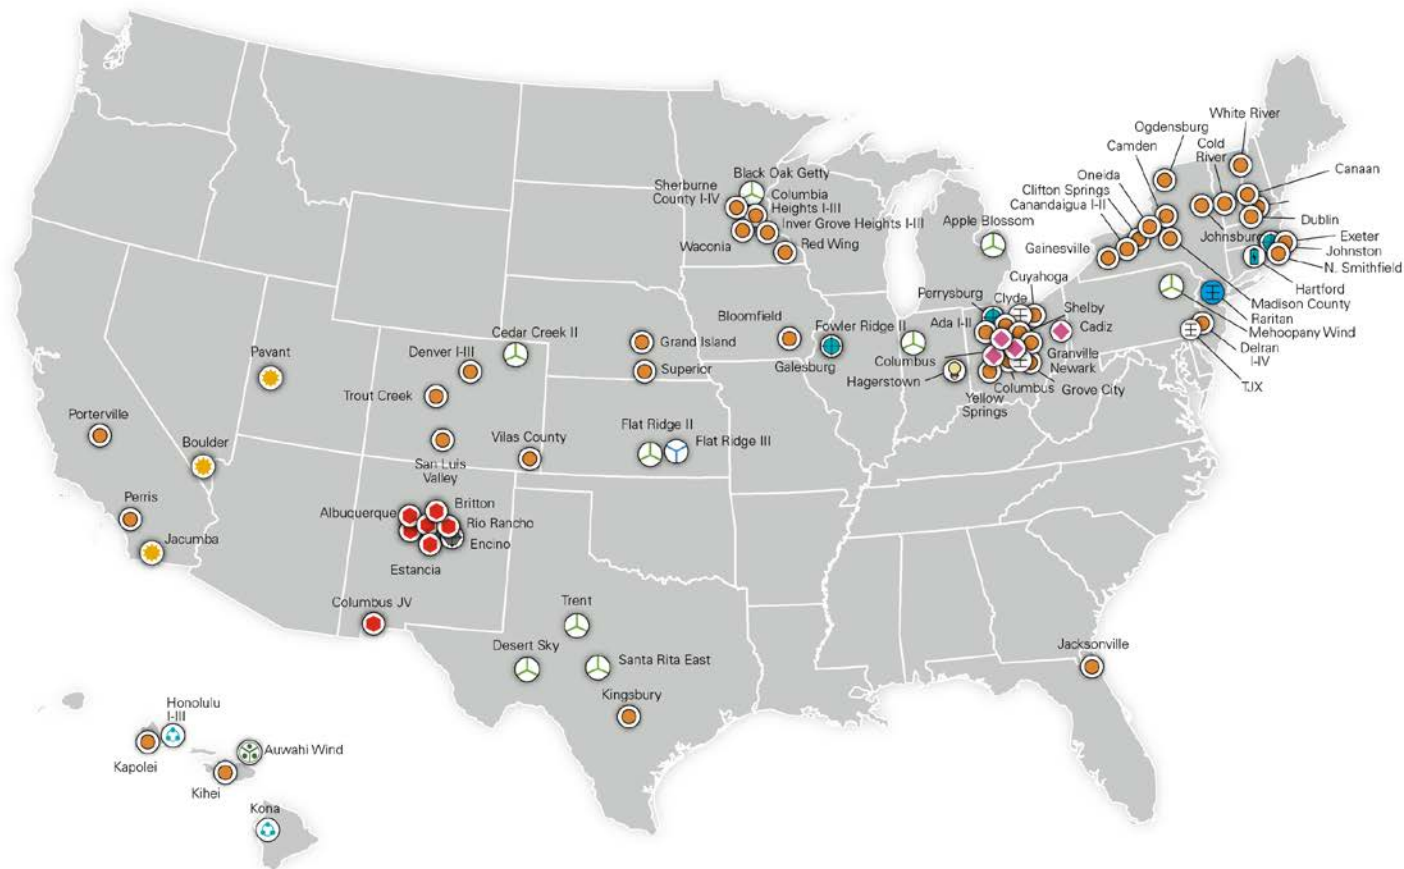 White River
Ogdensburg
Cold
River
Camden
Canaan
Oneida
Black Oak Getty
Sherburne
County I-IV
Columbia
Heights I-III
Clifton Springs
Canandaigua I-II
Inver Grove Heights I-III
Apple Blossom
Dublin
Waconia
Red Wing
Gainesville
Johnsburg
Exeter
Johnston
N. Smithfield
Cuyahoga
Hartford
Perrysburg
Clyde
Shelby
Madison County
Bloomfield
Fowler Ridge II
Ada I-II
Cadiz
Raritan
Mehoopany Wind
Cedar Creek II
Grand Island
Delran
I-IV
Pavant
Denver I-III
Galesburg
Columbus
Granville
Newark
Superior
Hagerstown
Columbus
Grove City
TJX
Trout Creek
Yellow
Springs
Porterville
Boulder
Vilas County
Flat Ridge II
Flat Ridge III
San Luis
Valley
Perris
Albuquerque
Britton
Rio Rancho
Jacumba
Encino
Estancia
Columbus JV
Trent
Desert Sky
Santa Rita East
Jacksonville
Kingsbury
Honolulu
I-III
Auwahi Wind
Kapolei
Kihei
Kona